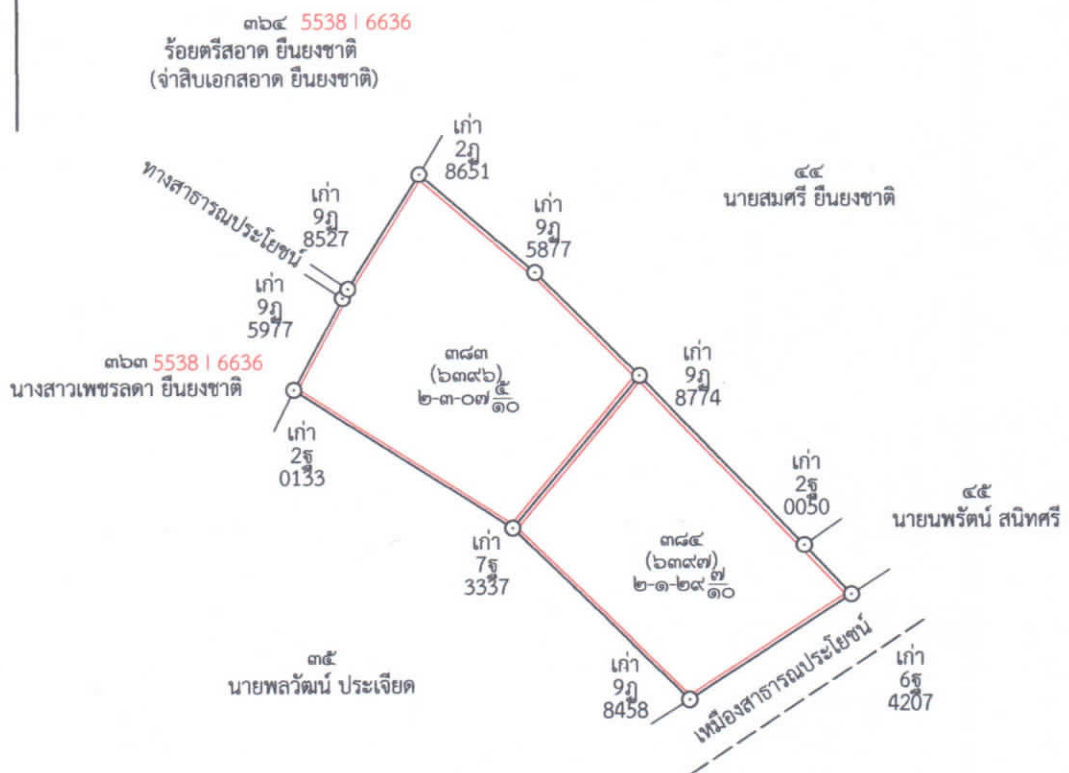 ๓๖๔ 5538 I 6636
ร้อยตรีสอาด ยืนยงชาติ
(จ่าสิบเอกสอาด ยืนยงชาติ)
เก่า
2ฎ
8651
๔๔
นายสมศรี ยืนยงชาติ
ทางสาธารณประโยชน์
เก่า
9ฎ
8527
เก่า
9ฎ
5877
เก่า
9ฎ
5977
๓๖๓ 5538 I 6636
นางสาวเพชรลดา ยืนยงชาติ
๓๘๓
(๖๓๙๖)
๒-๓-๐๗ ๕/๑๐
เก่า
9ฎ
8774
เก่า
2ฐ
0133
เก่า
2ฐ
0050
๔๕
นายนพรัตน์ สนิทศรี
เก่า
7ฐ
3337
๓๘๔
(๖๓๙๗)
๒-๑-๒๙ ๗/๑๐
๓๕
นายพลวัฒน์ ประเจียด
เก่า
9ฎ
8458
เหมืองสาธารณประโยชน์
เก่า
6ฐ
4207